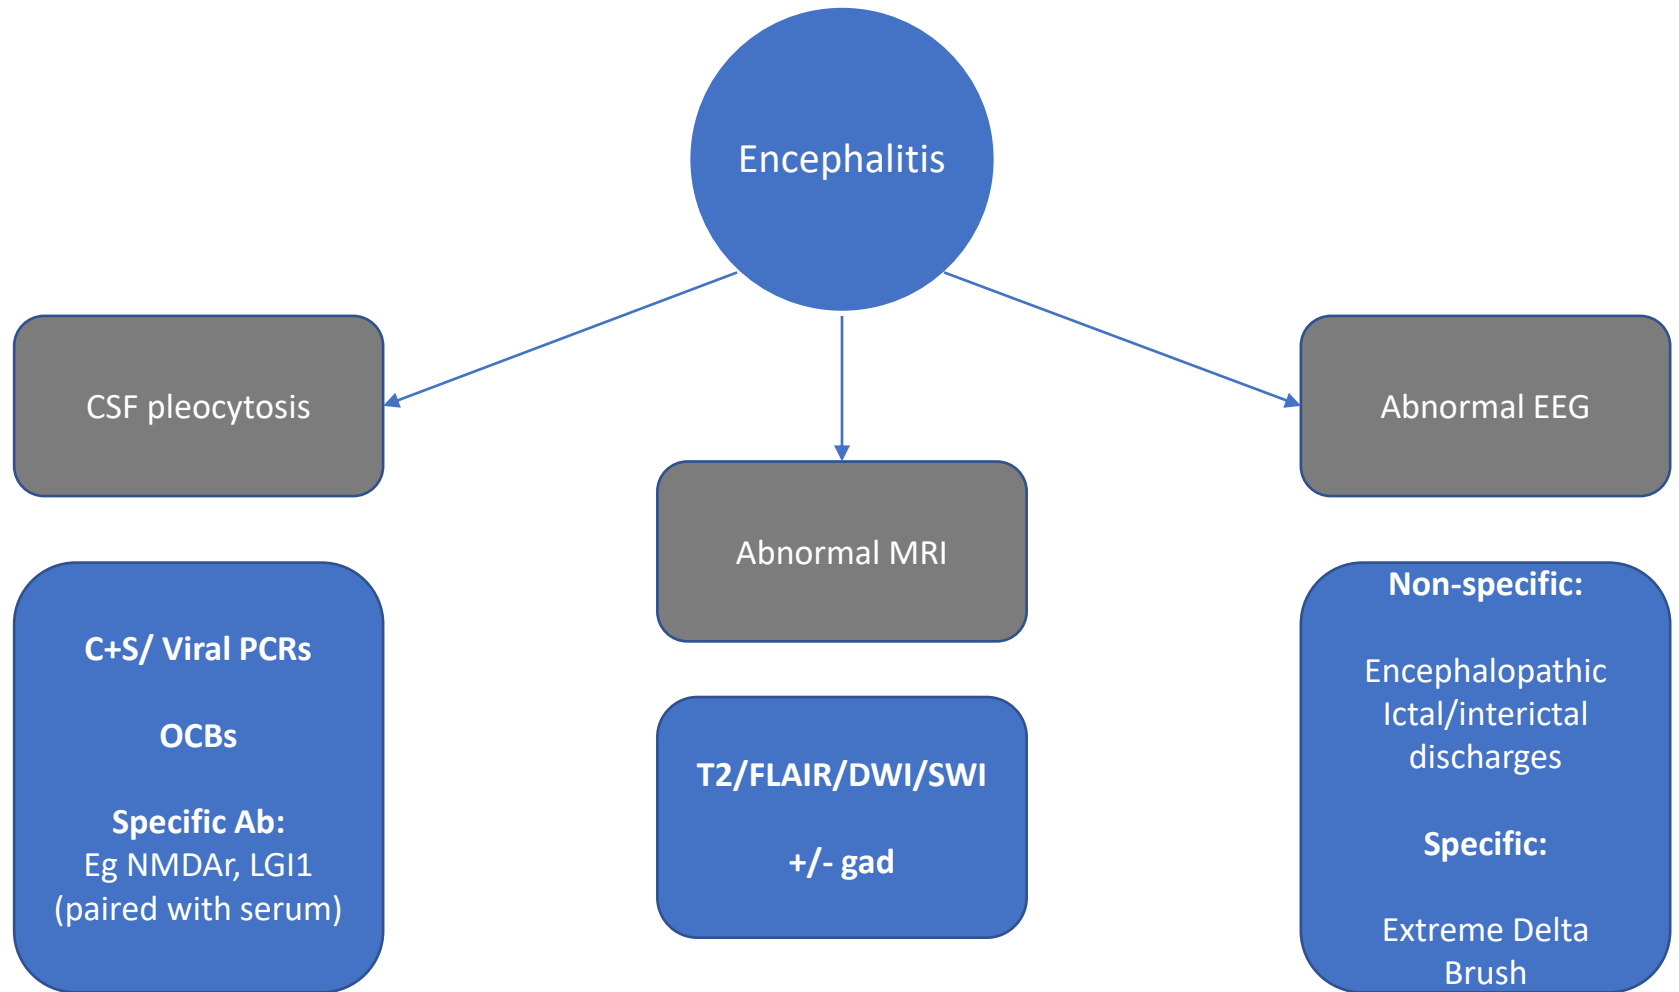 Encephalitis
CSF pleocytosis
Abnormal MRI
Abnormal EEG
C+S/ Viral PCRs
OCBs
Specific Ab:
Eg NMDAr, LGI1
(paired with serum)
T2/FLAIR/DWI/SWI
+/- gad
Non-specific:
Encephalopathic
Ictal/interictal
discharges
Specific:
Extreme Delta
Brush